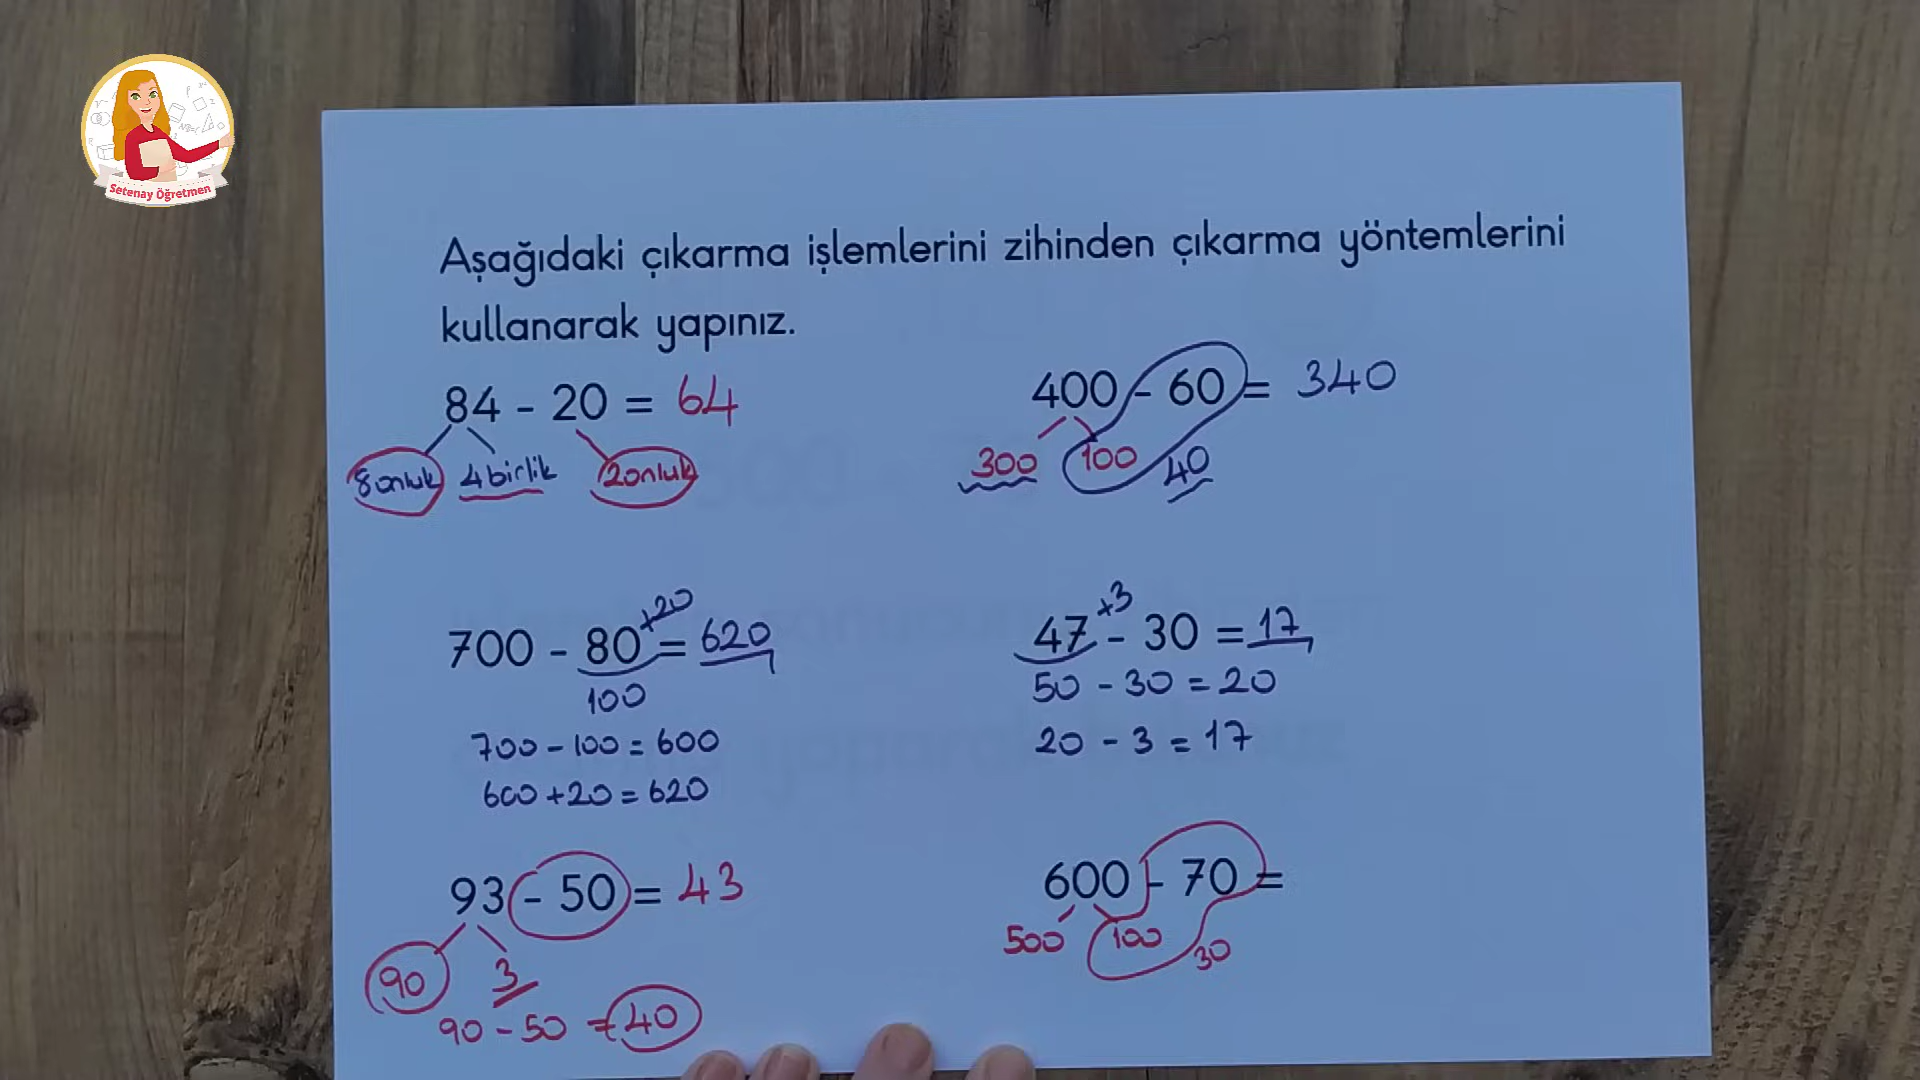 Setenay Öğretmen
Aşağıdaki çıkarma işlemlerini zihinden çıkarma yöntemlerini
kullanarak yapınız.
84 - 20 = 64
8onluk 4birlik 2onluk
400 - 60 = 340
300 100 40
700 - 80 +20 = 620
100
700 - 100 = 600
600 + 20 = 620
47 +3 - 30 = 17
50 - 30 = 20
20 - 3 = 17
93 - 50 = 43
90 3
90 - 50 = 40
600 - 70 =
500 100 30